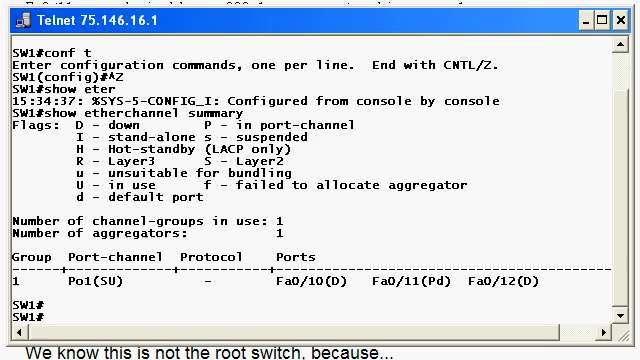 Telnet 75.146.16.1
SW1#conf t
Enter configuration commands, one per line.  End with CNTL/Z.
SW1(config)#^Z
SW1#show eter
15:34:37: %SYS-5-CONFIG_I: Configured from console by console
SW1#show etherchannel summary
Flags:  D - down        P - in port-channel
I - stand-alone s - suspended
H - Hot-standby (LACP only)
R - Layer3      S - Layer2
u - unsuitable for bundling
U - in use      f - failed to allocate aggregator
d - default port
Number of channel-groups in use: 1
Number of aggregators:           1
Group  Port-channel  Protocol    Ports
------+-------------+-----------+-----------------------------------------------
1      Po1(SU)          -        Fa0/10(D)   Fa0/11(Pd)  Fa0/12(D)
SW1#
SW1#
We know this is not the root switch, because...